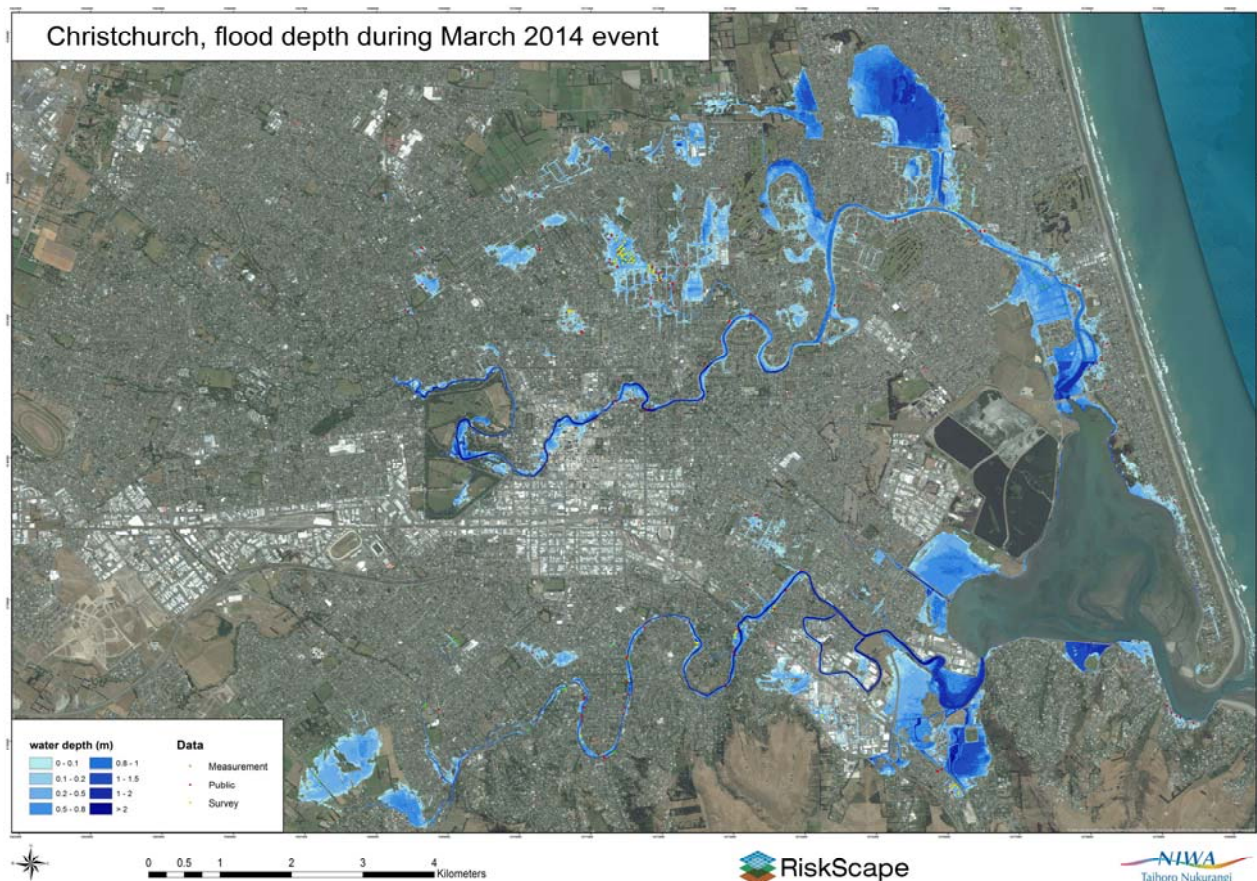 Christchurch, flood depth during March 2014 event
water depth (m)
0 - 0.1
0.1 - 0.2
0.2 - 0.5
0.5 - 0.8
0.8 - 1
1 - 1.5
1 - 2
> 2
Data
Measurement
Public
Survey
0 0.5 1 2 3 4
Kilometers
RiskScape
NIWA
Taihoro Nukurangi